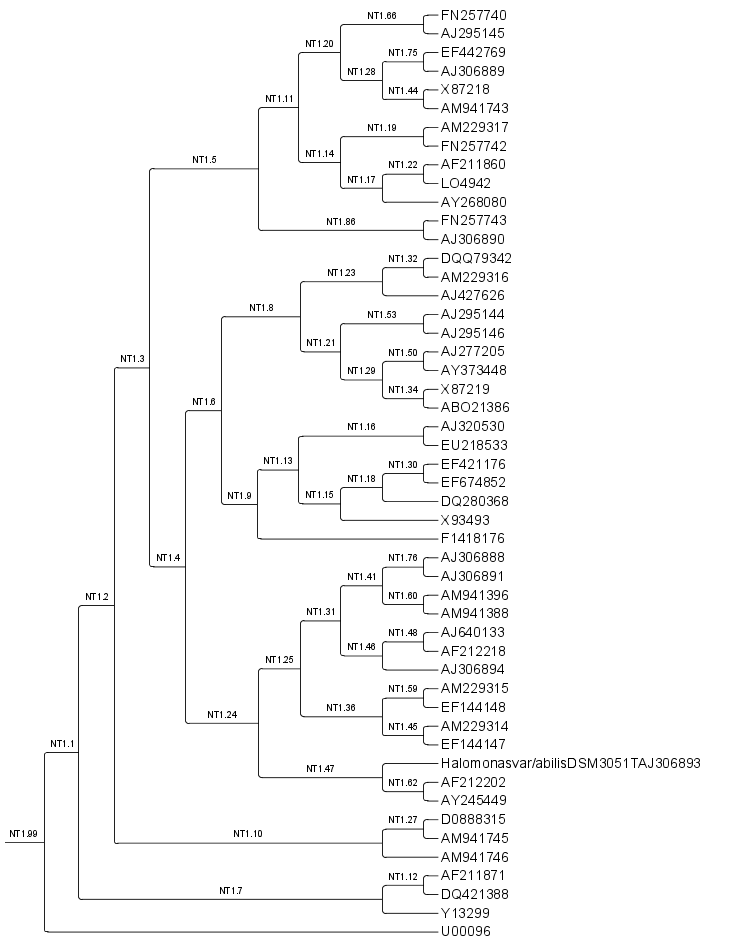 FN257740
NT1.66
AJ295145
NT1.20
EF442769
NT1.75
AJ306889
NT1.28
X87218
NT1.44
NT1.11
AM941743
AM229317
NT1.19
FN257742
NT1.14
AF211860
NT1.22
LO4942
NT1.5
NT1.17
AY268080
FN257743
NT1.86
AJ306890
DQQ79342
NT1.32
AM229316
NT1.23
AJ427626
NT1.8
AJ295144
NT1.53
AJ295146
NT1.21
AJ277205
NT1.50
NT1.3
AY373448
NT1.29
X87219
NT1.34
NT1.6
ABO21386
AJ320530
NT1.16
EU218533
NT1.13
EF421176
NT1.30
EF674852
NT1.18
NT1.9
NT1.15
DQ280368
X93493
F1418176
NT1.4
AJ306888
NT1.76
AJ306891
NT1.41
NT1.2
AM941396
NT1.60
AM941388
NT1.31
AJ640133
NT1.48
AF212218
NT1.46
NT1.25
AJ306894
AM229315
NT1.59
EF144148
NT1.36
NT1.24
AM229314
NT1.45
EF144147
NT1.1
Halomonasvar/abilisDSM3051TAJ306893
NT1.47
AF212202
NT1.62
AY245449
D0888315
NT1.27
NT1.99
NT1.10
AM941745
AM941746
AF211871
NT1.12
NT1.7
DQ421388
Y13299
U00096